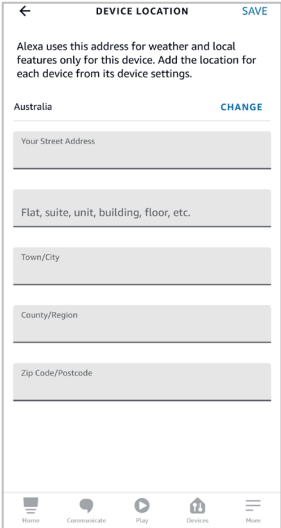 DEVICE LOCATION SAVE
Alexa uses this address for weather and local
features only for this device. Add the location for
each device from its device settings.
Australia CHANGE
Your Street Address
Flat, suite, unit, building, floor, etc.
Town/City
County/Region
Zip Code/Postcode
Home Communicate Play Devices More